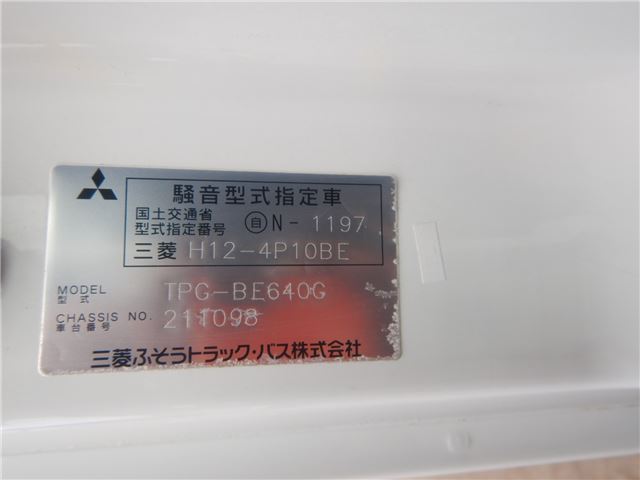 騒音型式指定車
国土交通省
型式指定番号 自 N- 1197
三菱 H12-4P10BE
MODEL TPG-BE640G
型式
CHASSIS NO. 211098
車台番号
三菱ふそうトラック・バス株式会社